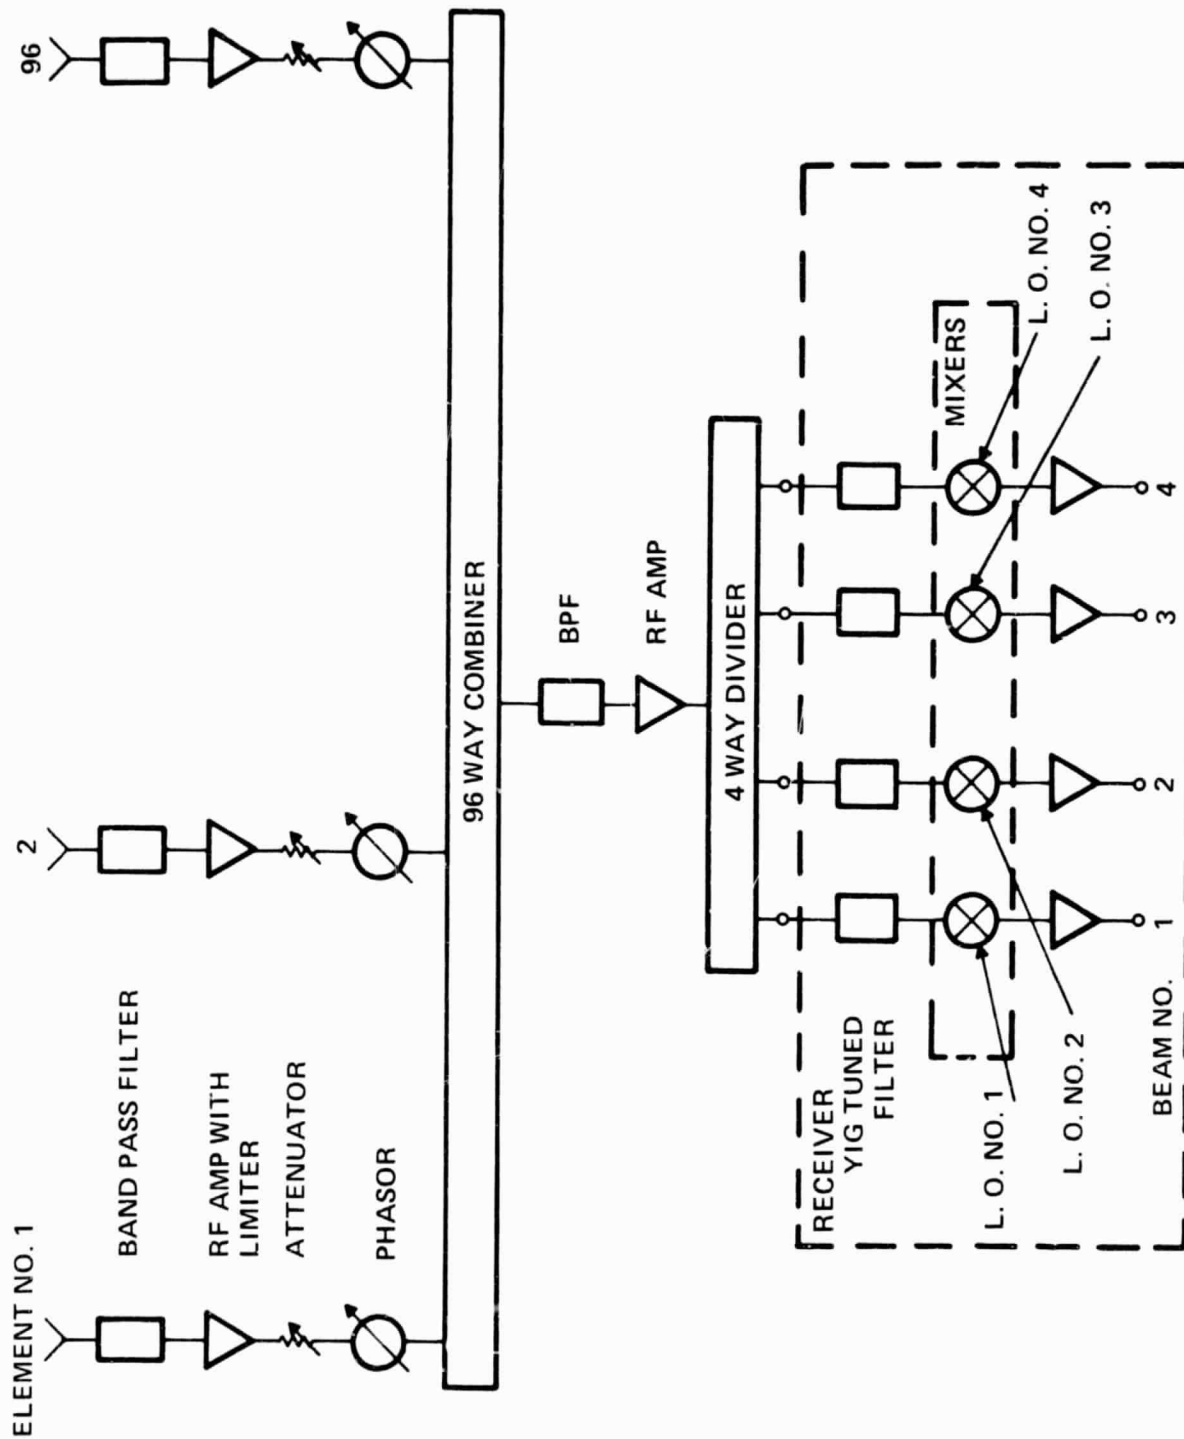 ELEMENT NO. 1
2
96
BAND PASS FILTER
RF AMP WITH
LIMITER
ATTENUATOR
PHASOR
96 WAY COMBINER
BPF
RF AMP
4 WAY DIVIDER
RECEIVER
YIG TUNED
FILTER
MIXERS
L. O. NO. 1
L. O. NO. 2
L. O. NO. 4
L. O. NO. 3
BEAM NO.
1
2
3
4